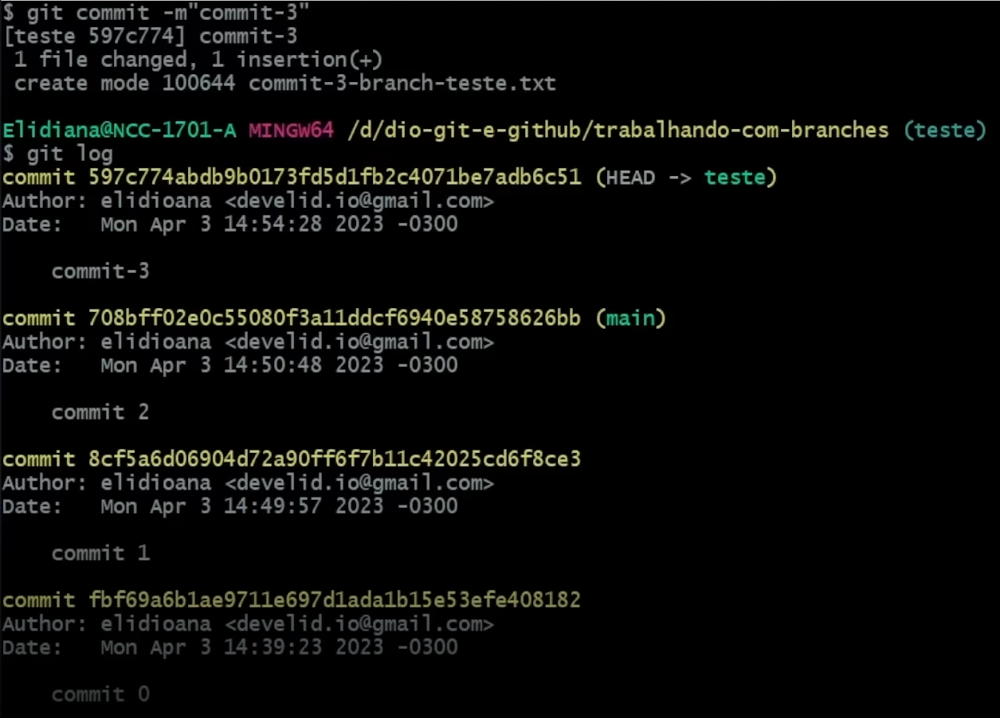 $ git commit -m"commit-3"
[teste 597c774] commit-3
 1 file changed, 1 insertion(+)
 create mode 100644 commit-3-branch-teste.txt
Elidiana@NCC-1701-A MINGW64 /d/dio-git-e-github/trabalhando-com-branches (teste)
$ git log
commit 597c774abdb9b0173fd5d1fb2c4071be7adb6c51 (HEAD -> teste)
Author: elidioana <develid.io@gmail.com>
Date:   Mon Apr 3 14:54:28 2023 -0300
    commit-3
commit 708bff02e0c55080f3a11ddcf6940e58758626bb (main)
Author: elidioana <develid.io@gmail.com>
Date:   Mon Apr 3 14:50:48 2023 -0300
    commit 2
commit 8cf5a6d06904d72a90ff6f7b11c42025cd6f8ce3
Author: elidioana <develid.io@gmail.com>
Date:   Mon Apr 3 14:49:57 2023 -0300
    commit 1
commit fbf69a6b1ae9711e697d1ada1b15e53efe408182
Author: elidioana <develid.io@gmail.com>
Date:   Mon Apr 3 14:39:23 2023 -0300
    commit 0